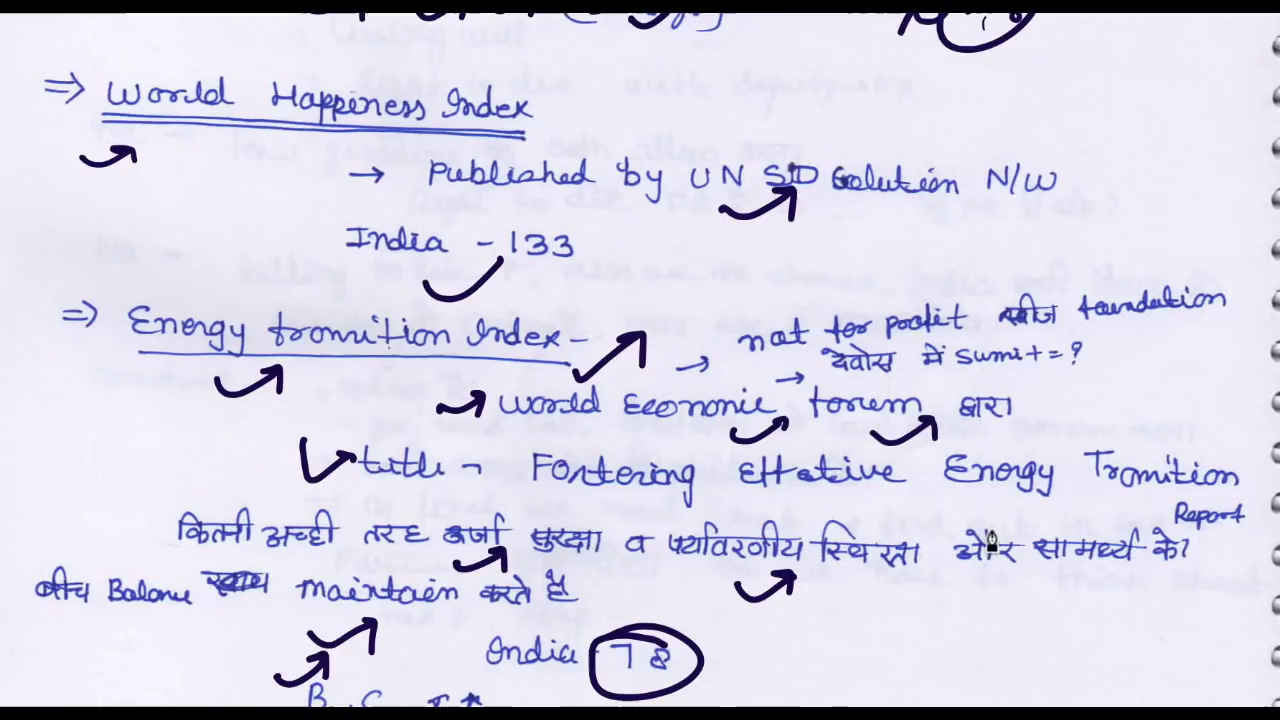 ⇒ World Happiness Index
→ Published by UN SD Solution N/W
India - 133
⇒ Energy transition Index -
→ not for profit foundation
देवोस में sumit = ?
→ World Economic forum द्वारा
title - Fostering Effective Energy Transition
Report
कितनी अच्छी तरह ऊर्जा सुरक्षा व पर्यावरणीय स्थिरता और सामर्थ्य के
बीच Balance maintain करते हैं
India 78